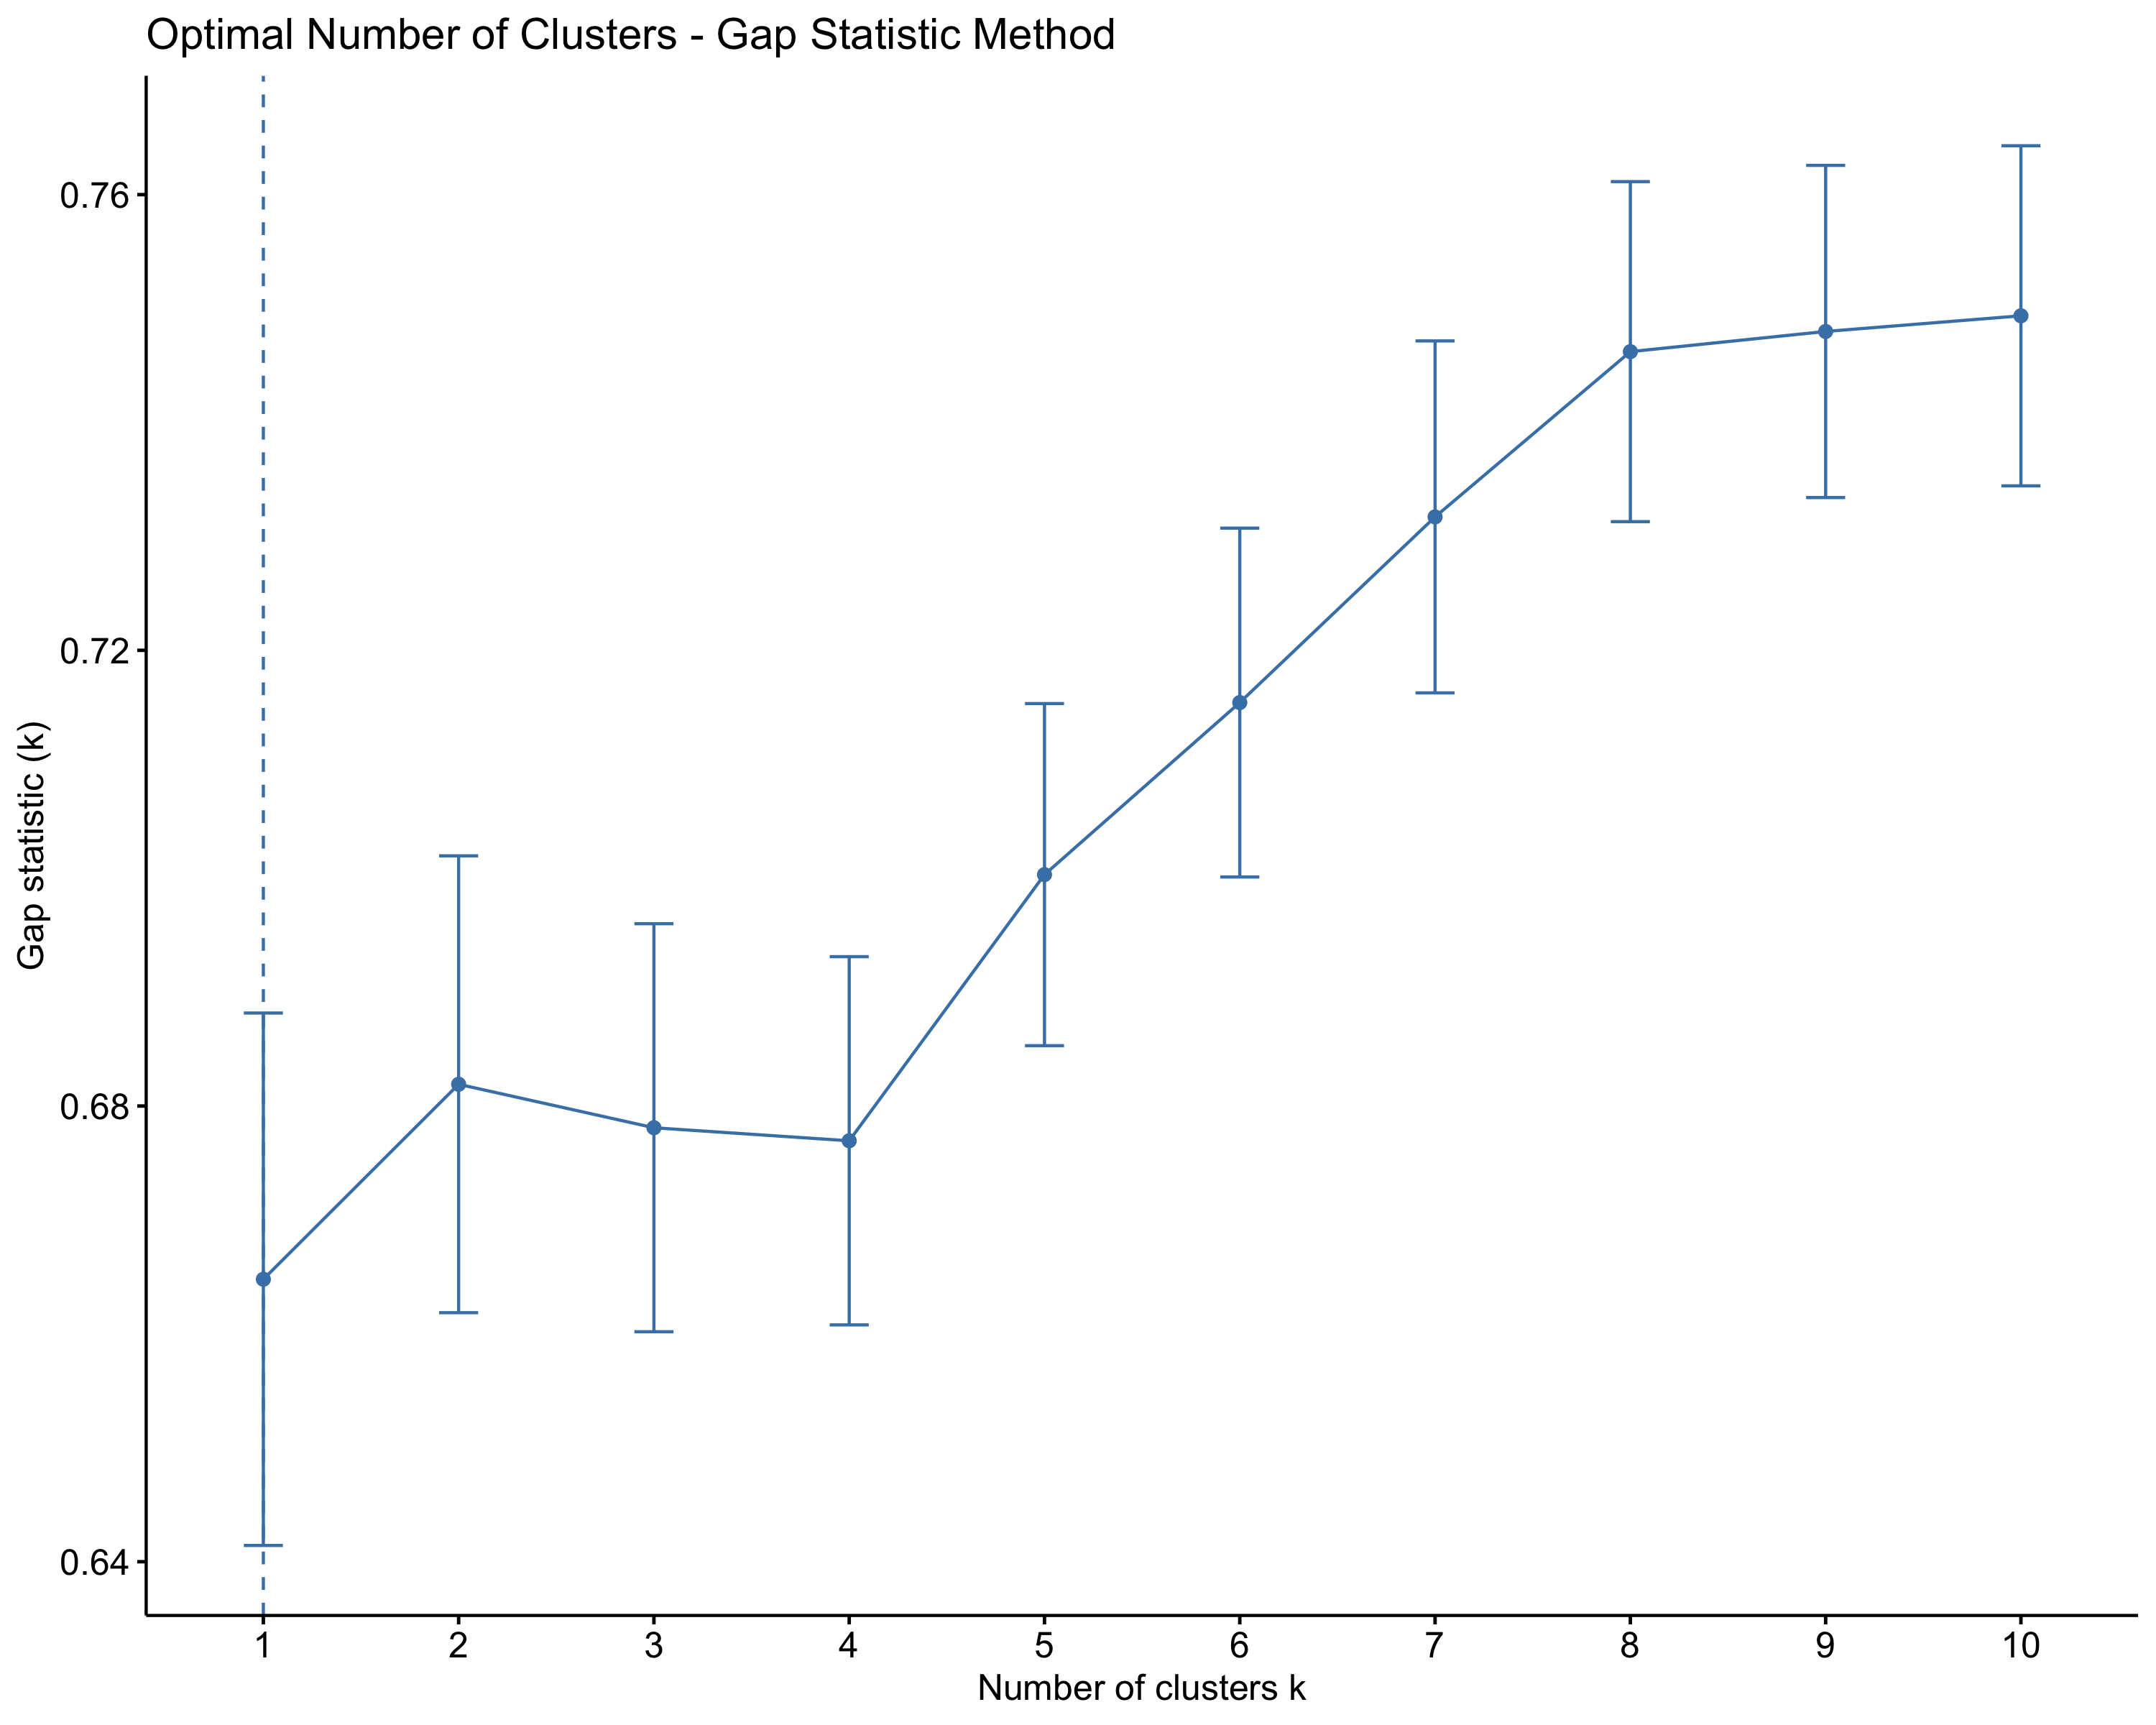 Optimal Number of Clusters - Gap Statistic Method
Gap statistic (k)
0.76
0.72
0.68
0.64
1 2 3 4 5 6 7 8 9 10
Number of clusters k